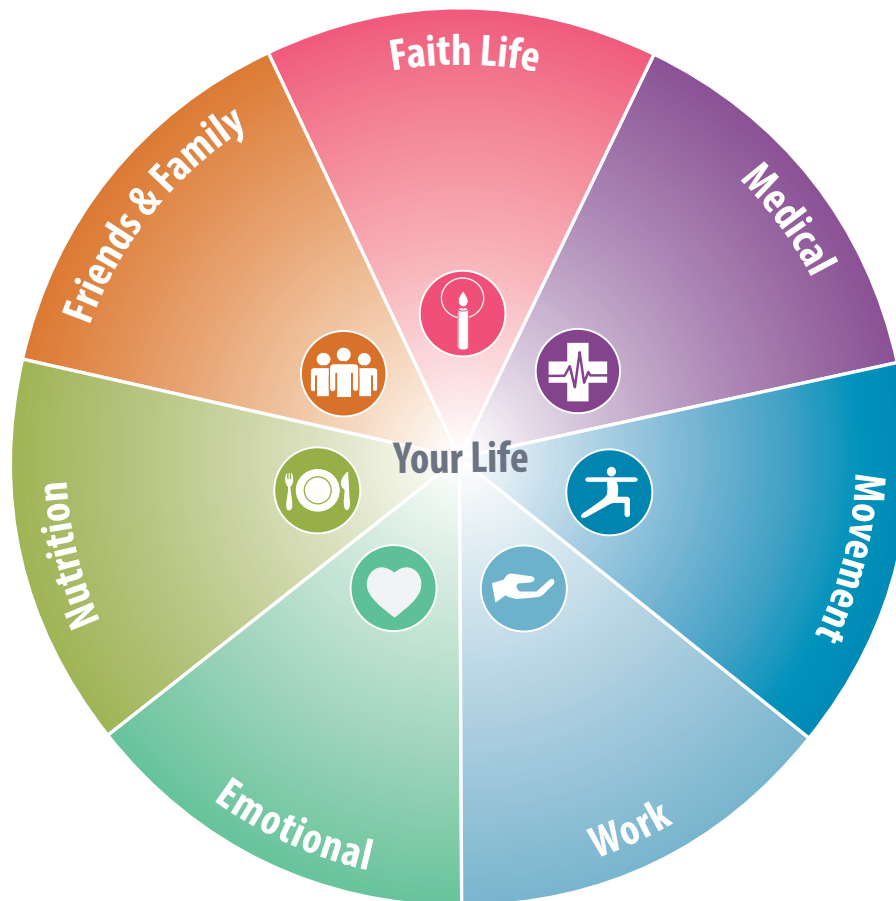 Faith Life
Medical
Movement
Work
Emotional
Nutrition
Friends & Family
Your Life